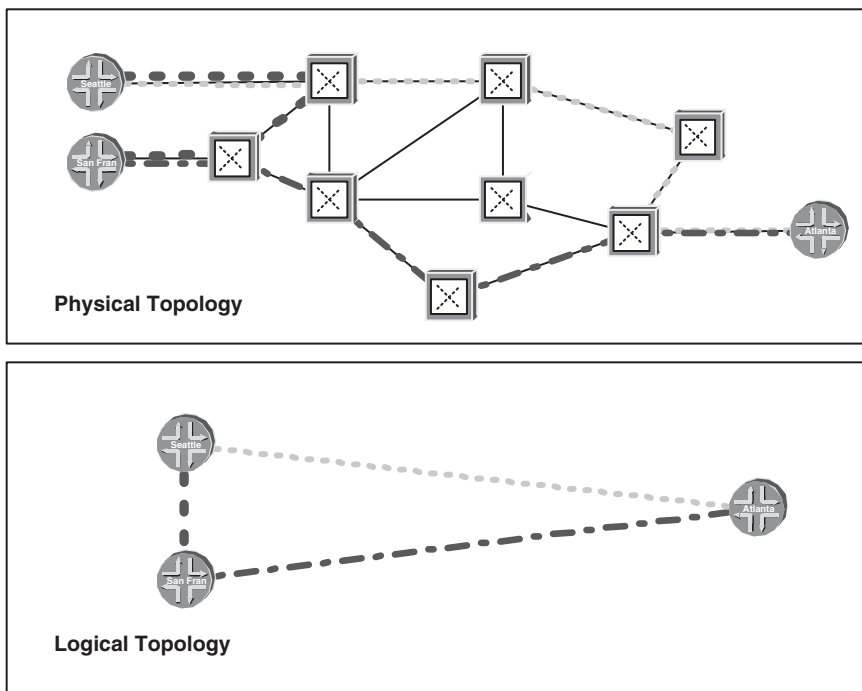 Seattle
San Fran
Atlanta
Physical Topology
Seattle
Atlanta
San Fran
Logical Topology